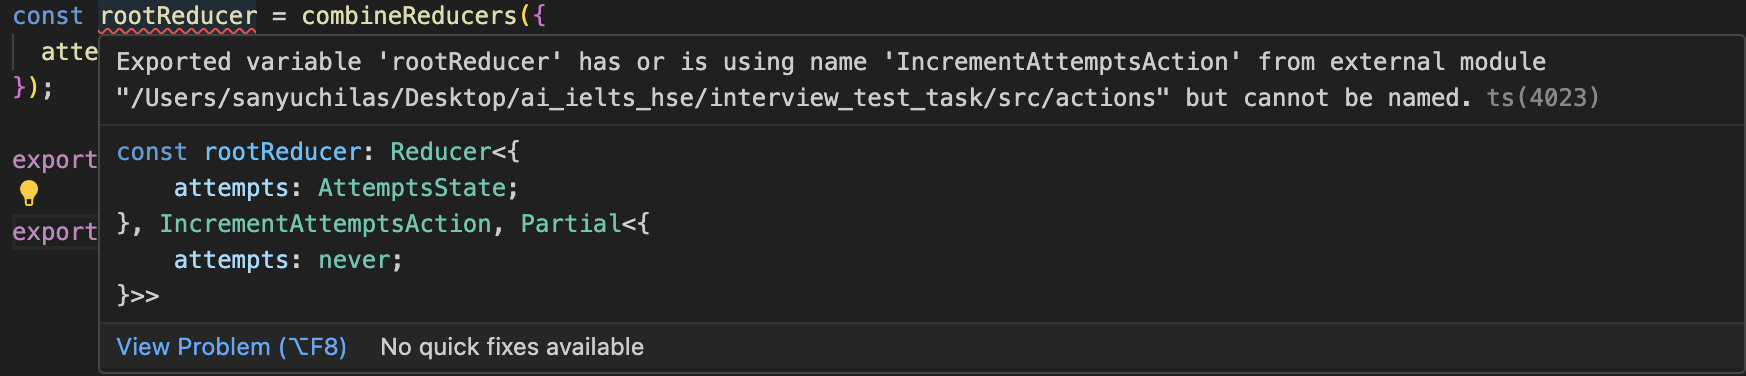 const rootReducer = combineReducers({
atte
});
export
export
Exported variable 'rootReducer' has or is using name 'IncrementAttemptsAction' from external module
"/Users/sanyuchilas/Desktop/ai_ielts_hse/interview_test_task/src/actions" but cannot be named. ts(4023)
const rootReducer: Reducer<{
    attempts: AttemptsState;
}, IncrementAttemptsAction, Partial<{
    attempts: never;
}>>
View Problem (⌥F8) No quick fixes available